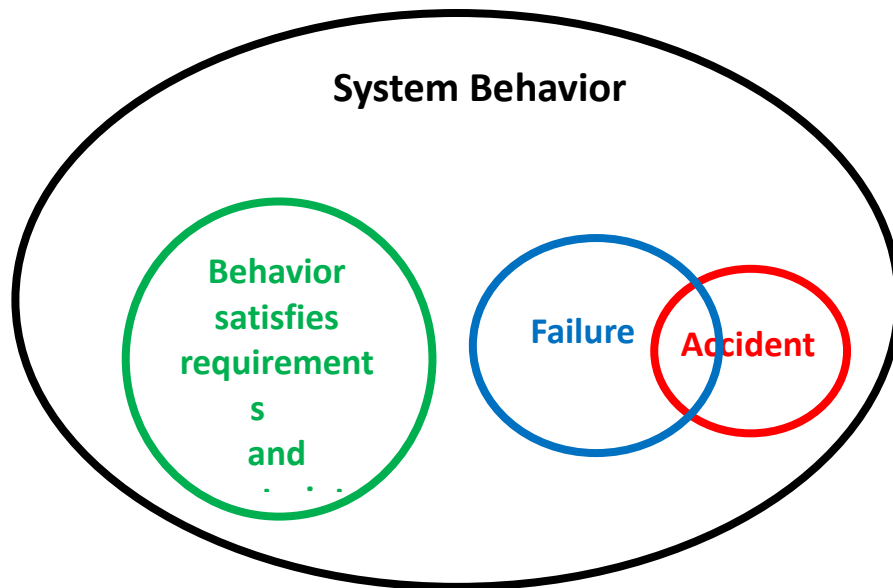 System Behavior
Behavior
satisfies
requirement
s
and
Failure
Accident